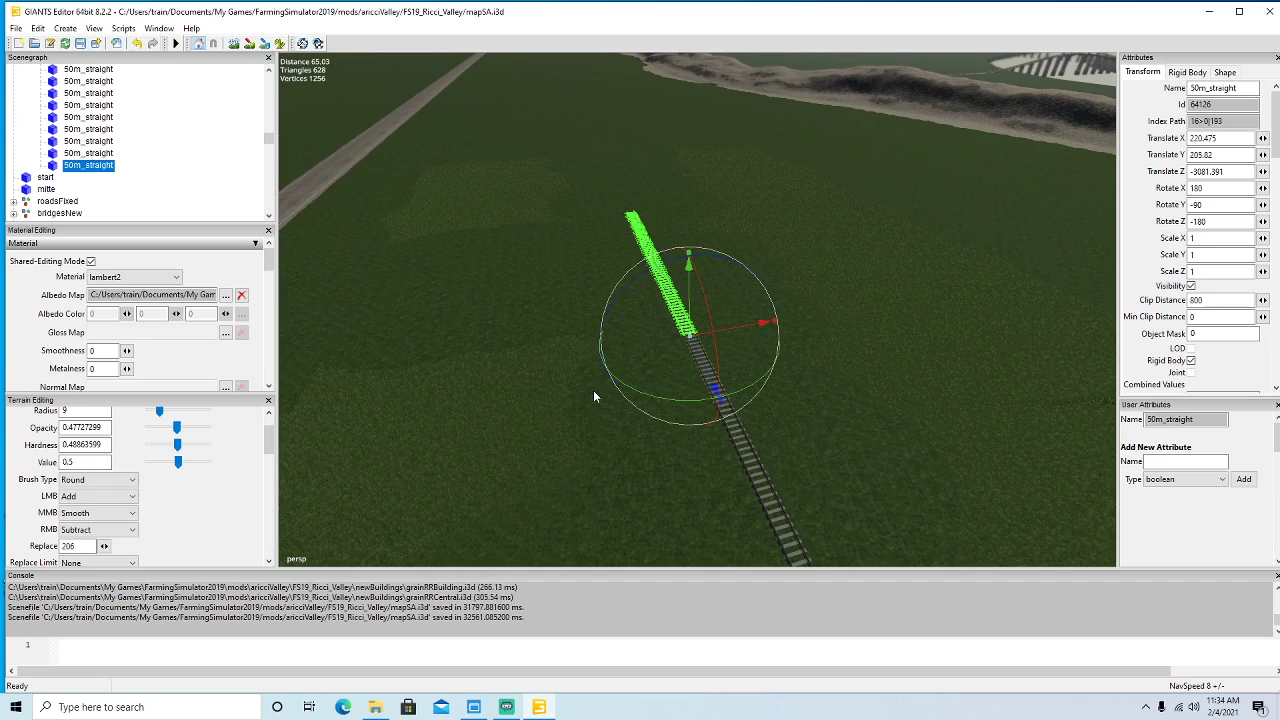 GIANTS Editor 64bit 8.2.2 - C:/Users/train/Documents/My Games/FarmingSimulator2019/mods/aricciValley/FS19_Ricci_Valley/mapSA.i3d
File Edit Create View Scripts Window Help
Scenegraph
50m_straight
50m_straight
50m_straight
50m_straight
50m_straight
50m_straight
50m_straight
50m_straight
50m_straight
start
mitte
roadsFixed
bridgesNew
Material Editing
Material
Shared-Editing Mode
Material lambert2
Albedo Map C:/Users/train/Documents/My Gam ...
Albedo Color 0 0 0 ...
Gloss Map ...
Smoothness 0
Metalness 0
Normal Map ...
Terrain Editing
Radius 9
Opacity 0.47727299
Hardness 0.48863599
Value 0.5
Brush Type Round
LMB Add
MMB Smooth
RMB Subtract
Replace 206
Replace Limit None
Distance 65.03
Triangles 628
Vertices 1256
persp
Attributes
Transform Rigid Body Shape
Name 50m_straight
Id 64126
Index Path 16>0|193
Translate X 220.475
Translate Y 205.82
Translate Z -3081.391
Rotate X 180
Rotate Y -90
Rotate Z -180
Scale X 1
Scale Y 1
Scale Z 1
Visibility
Clip Distance 800
Min Clip Distance 0
Object Mask 0
LOD
Rigid Body
Joint
Combined Values
User Attributes
Name 50m_straight
Add New Attribute
Name
Type boolean Add
Console
C:\Users\train\Documents\My Games\FarmingSimulator2019\mods\aricciValley\FS19_Ricci_Valley\newBuildings\grainRRBuilding.i3d (266.13 ms)
C:\Users\train\Documents\My Games\FarmingSimulator2019\mods\aricciValley\FS19_Ricci_Valley\newBuildings\grainRRCentral.i3d (305.54 ms)
Scenefile 'C:/Users/train/Documents/My Games/FarmingSimulator2019/mods/aricciValley/FS19_Ricci_Valley/mapSA.i3d' saved in 31797.881600 ms.
Scenefile 'C:/Users/train/Documents/My Games/FarmingSimulator2019/mods/aricciValley/FS19_Ricci_Valley/mapSA.i3d' saved in 32561.085200 ms.
1
Ready
NavSpeed 8 +/-
Type here to search
11:34 AM
2/4/2021